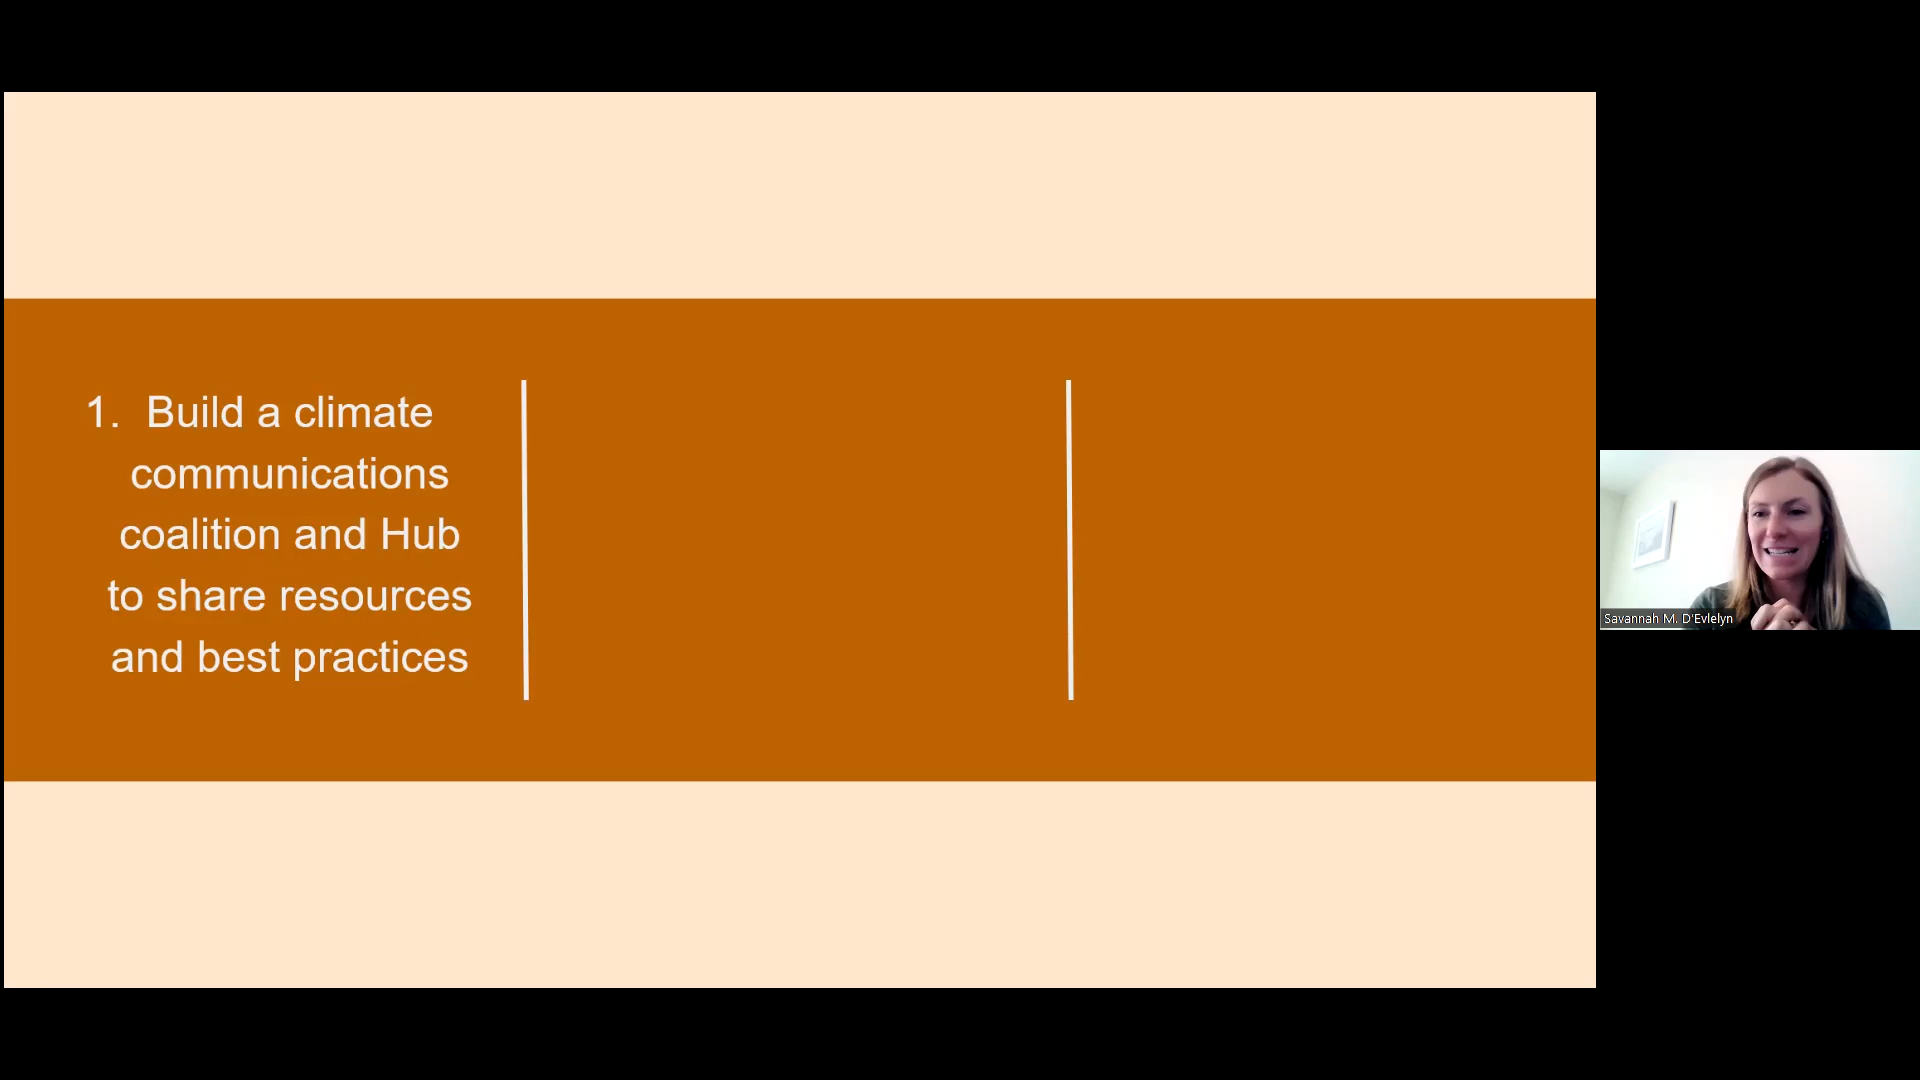 1. Build a climate
communications
coalition and Hub
to share resources
and best practices
Savannah M. D'Evlelyn